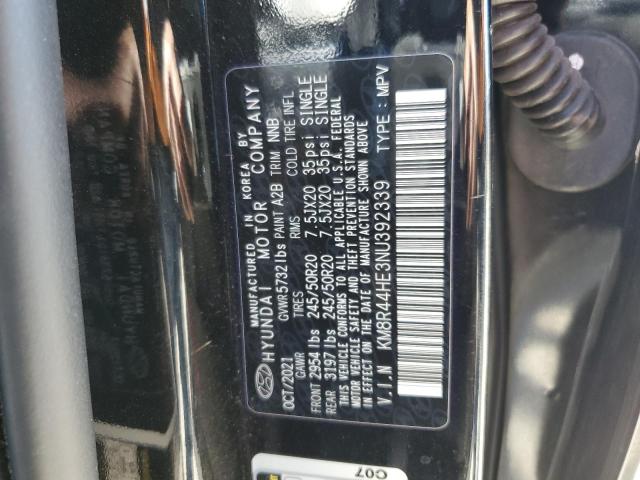 MANUFACTURED IN KOREA BY
HYUNDAI MOTOR COMPANY
OCT/2021 GVWR 5732 lbs PAINT A2B TRIM NNB
GAWR TIRES RIMS COLD TIRE INFL
FRONT 2954 lbs 245/50R20 7.5JX20 35psi SINGLE
REAR 3197 lbs 245/50R20 7.5JX20 35psi SINGLE
THIS VEHICLE CONFORMS TO ALL APPLICABLE U.S.A. FEDERAL
MOTOR VEHICLE SAFETY AND THEFT PREVENTION STANDARDS
IN EFFECT ON THE DATE OF MANUFACTURE SHOWN ABOVE
V.I.N KM8R44HE3NU392939 TYPE : MPV
C07